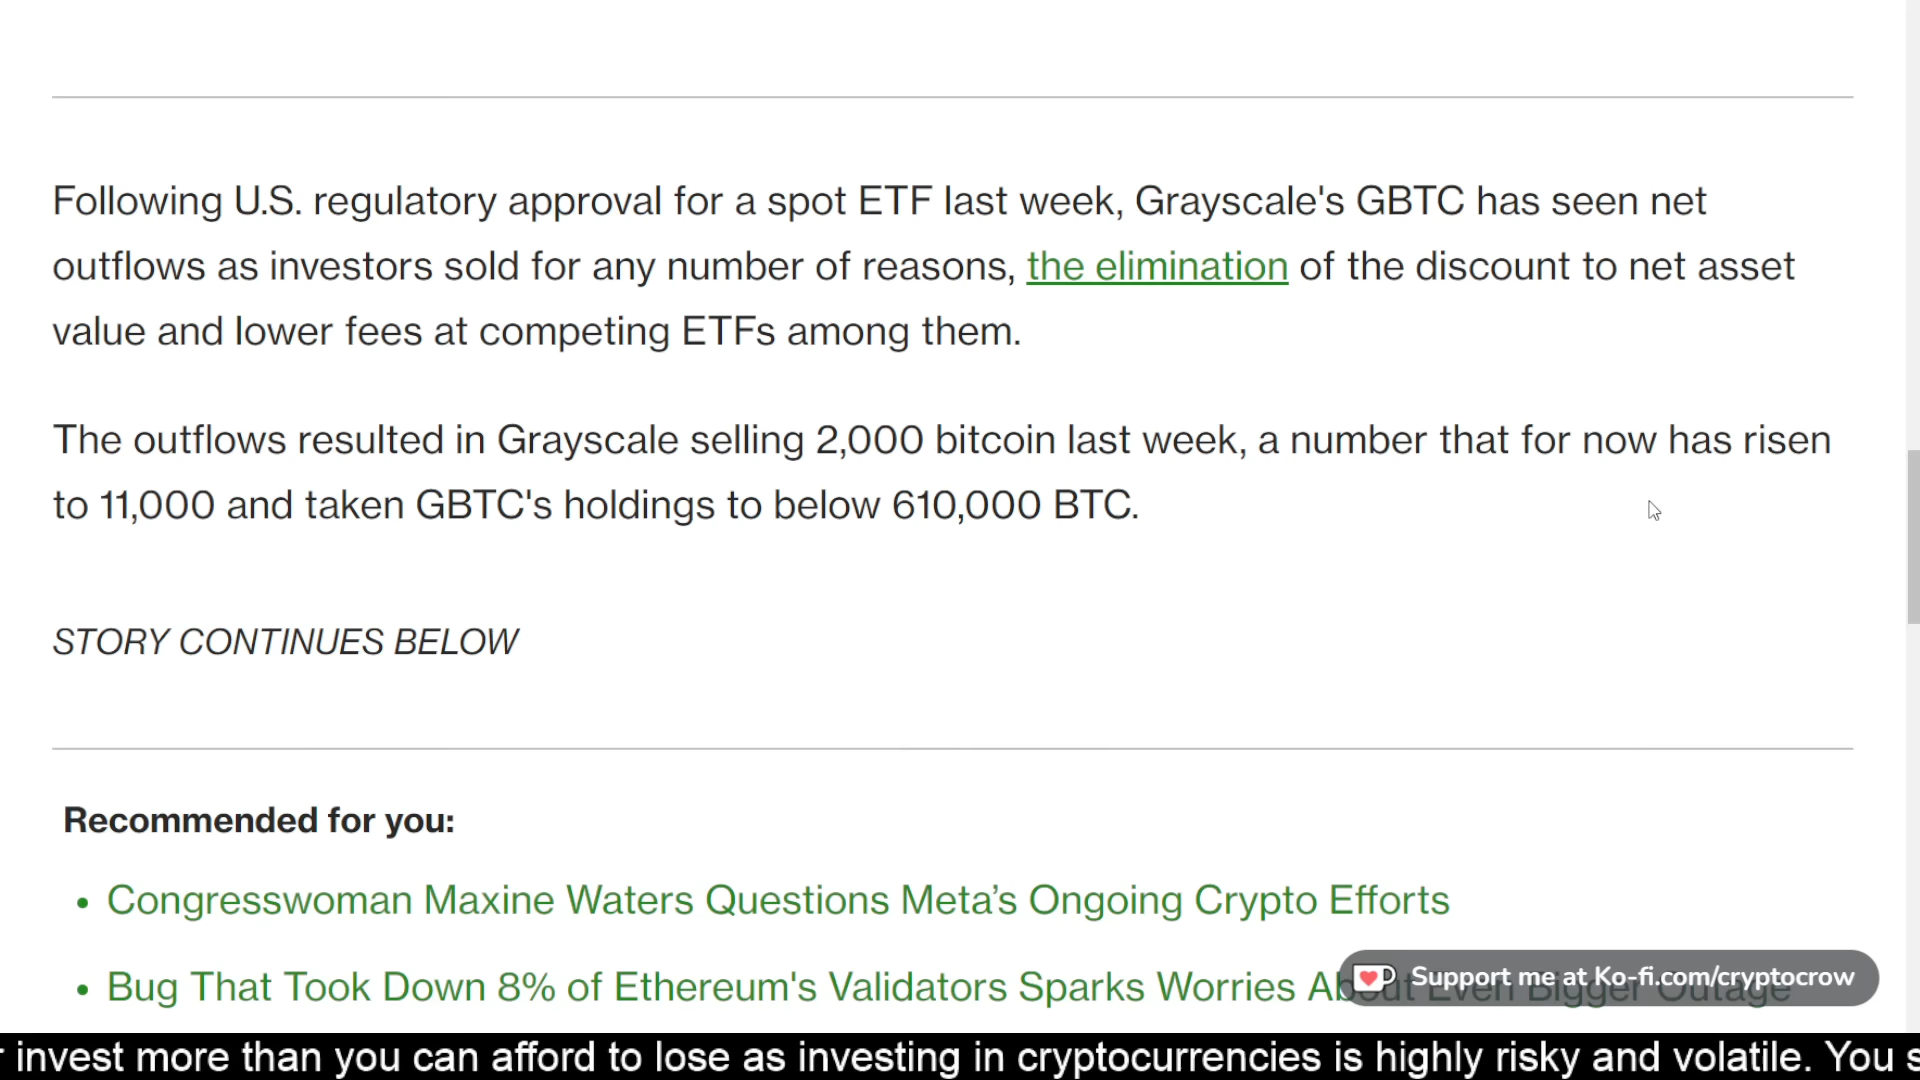 Following U.S. regulatory approval for a spot ETF last week, Grayscale's GBTC has seen net
outflows as investors sold for any number of reasons, the elimination of the discount to net asset
value and lower fees at competing ETFs among them.
The outflows resulted in Grayscale selling 2,000 bitcoin last week, a number that for now has risen
to 11,000 and taken GBTC's holdings to below 610,000 BTC.
STORY CONTINUES BELOW
Recommended for you:
• Congresswoman Maxine Waters Questions Meta’s Ongoing Crypto Efforts
• Bug That Took Down 8% of Ethereum's Validators Sparks Worries About Even Bigger Outage
Support me at Ko-fi.com/cryptocrow
invest more than you can afford to lose as investing in cryptocurrencies is highly risky and volatile. You s